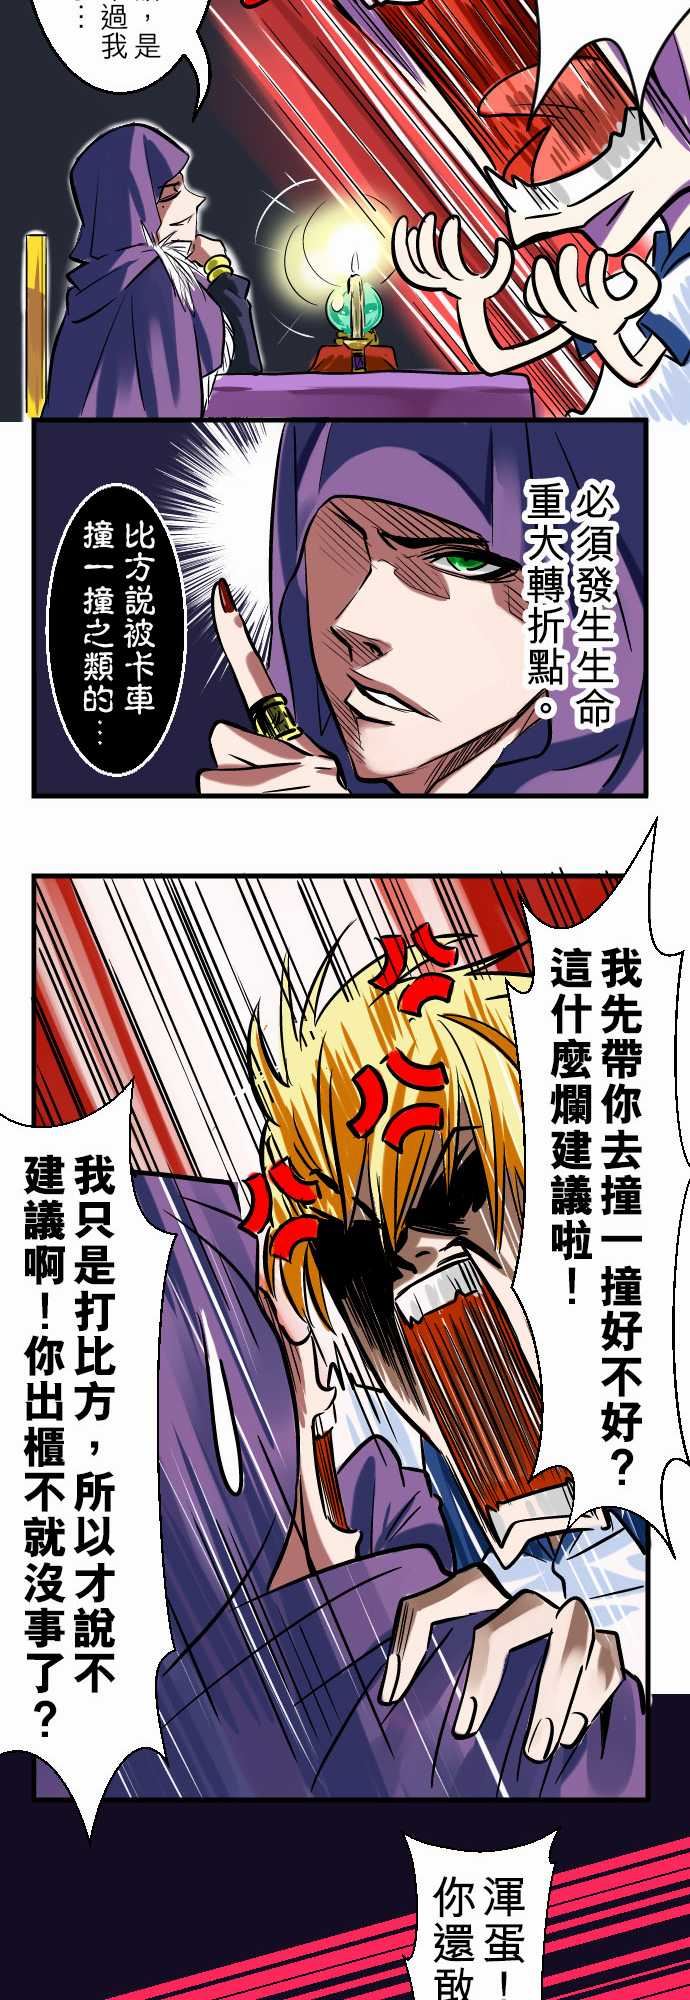 ，是
過我
…
必須發生生命
重大轉折點。
比方說被卡車
撞一撞之類的…
我先帶你去撞一撞好不好？
這什麼爛建議啦！
我只是打比方，所以才說不
建議啊！你出櫃不就沒事了？
渾蛋！
你還敢